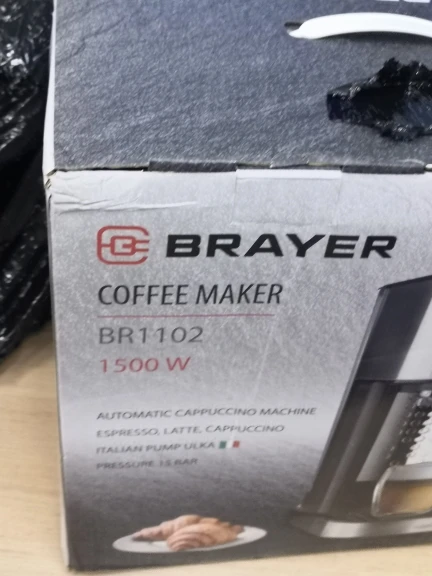 BRAYER
COFFEE MAKER
BR1102
1500 W
AUTOMATIC CAPPUCCINO MACHINE
ESPRESSO, LATTE, CAPPUCCINO
ITALIAN PUMP ULKA
PRESSURE 15 BAR